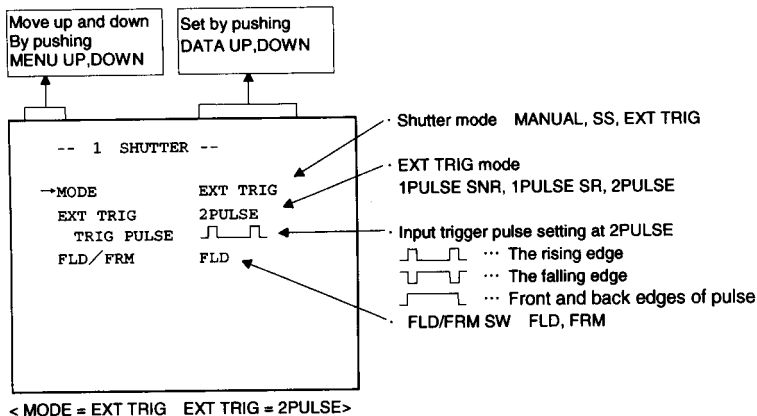 Move up and down
By pushing
MENU UP,DOWN
Set by pushing
DATA UP,DOWN
-- 1 SHUTTER --
→MODE EXT TRIG
EXT TRIG 2PULSE
TRIG PULSE
FLD/FRM FLD
· Shutter mode MANUAL, SS, EXT TRIG
· EXT TRIG mode
1PULSE SNR, 1PULSE SR, 2PULSE
· Input trigger pulse setting at 2PULSE
··· The rising edge
··· The falling edge
··· Front and back edges of pulse
· FLD/FRM SW FLD, FRM
< MODE = EXT TRIG EXT TRIG = 2PULSE>